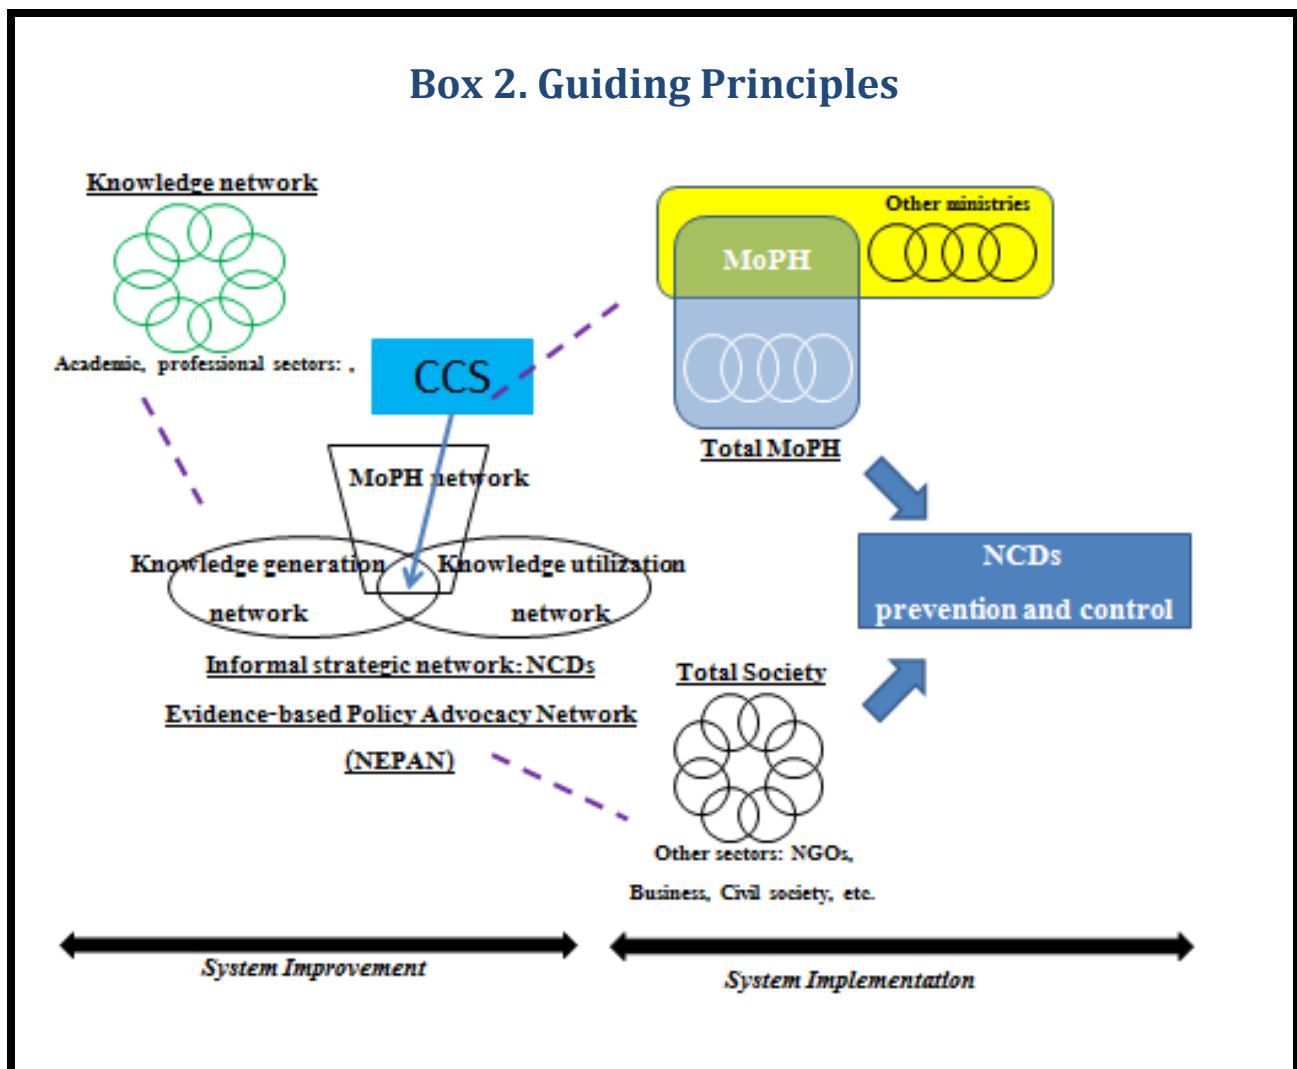 Box 2. Guiding Principles
Knowledge network
Academic, professional sectors: ,
CCS
MoPH network
Knowledge generation
network
Knowledge utilization
network
Informal strategic network: NCDs
Evidence-based Policy Advocacy Network
(NEPAN)
Other ministries
MoPH
Total MoPH
NCDs
prevention and control
Total Society
Other sectors: NGOs,
Business, Civil society, etc.
System Improvement
System Implementation